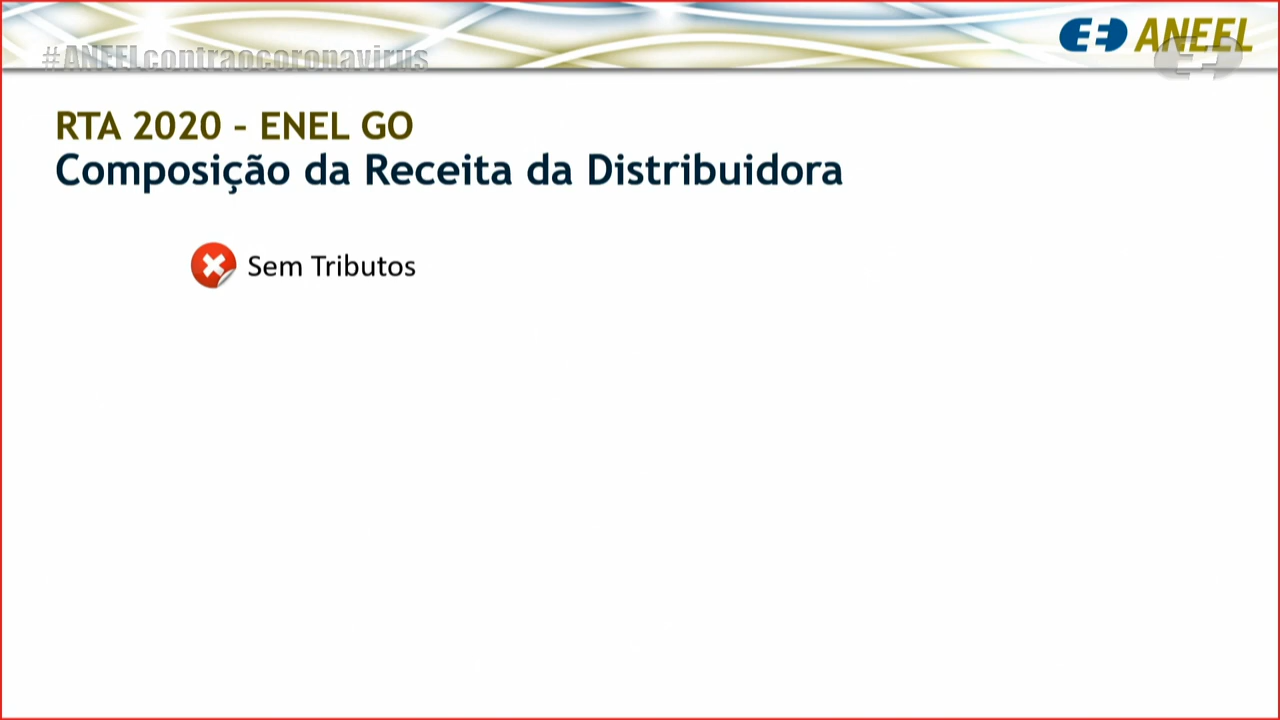 #ANEELcontraocoronavirus
ANEEL
RTA 2020 – ENEL GO
Composição da Receita da Distribuidora
Sem Tributos